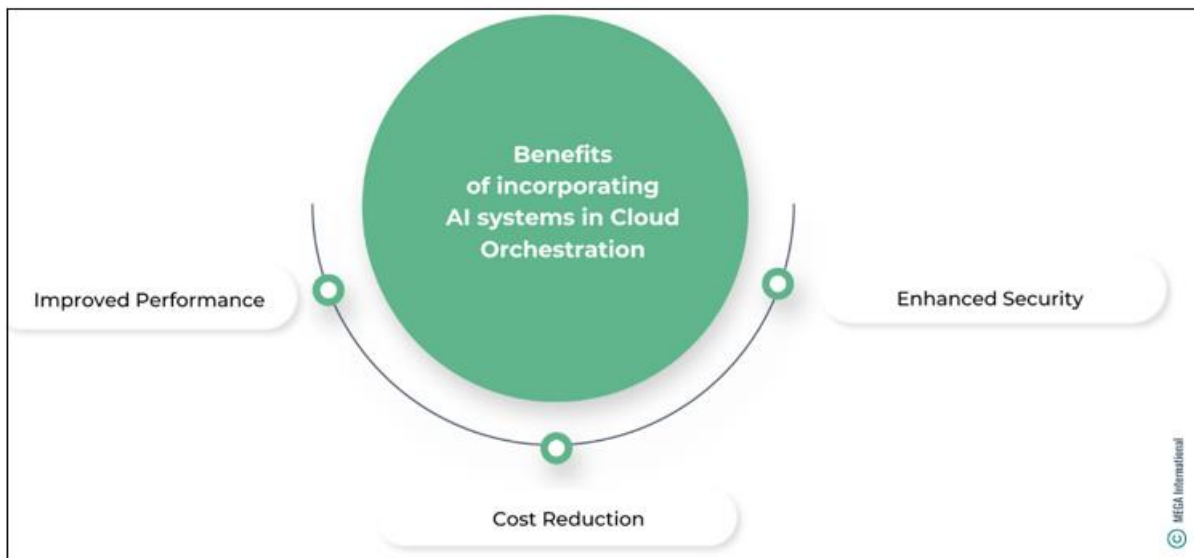 Benefits
of incorporating
AI systems in Cloud
Orchestration
Improved Performance
Enhanced Security
Cost Reduction
© MEGA International